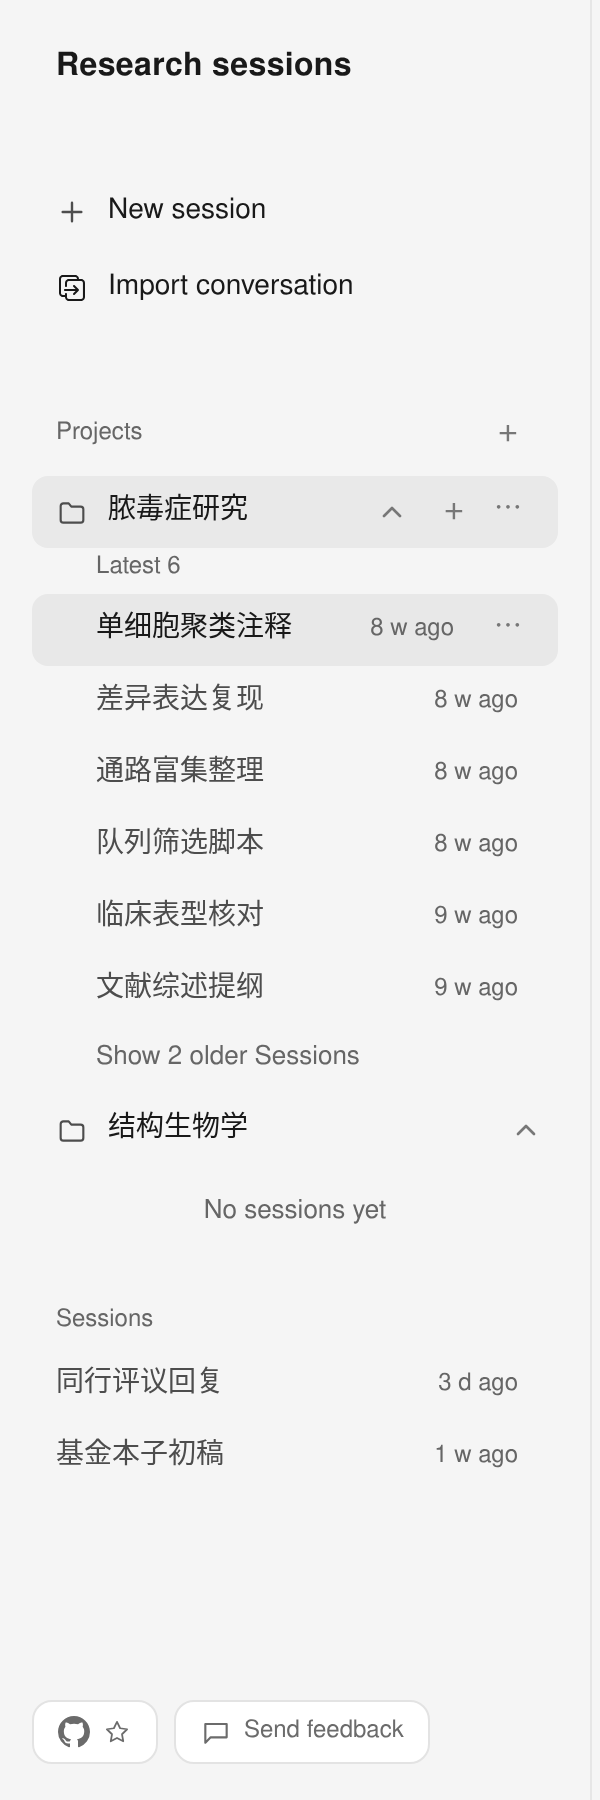 Research sessions
New session
Import conversation
Projects
脓毒症研究
Latest 6
单细胞聚类注释 8 w ago
差异表达复现 8 w ago
通路富集整理 8 w ago
队列筛选脚本 8 w ago
临床表型核对 9 w ago
文献综述提纲 9 w ago
Show 2 older Sessions
结构生物学
No sessions yet
Sessions
同行评议回复 3 d ago
基金本子初稿 1 w ago
Send feedback